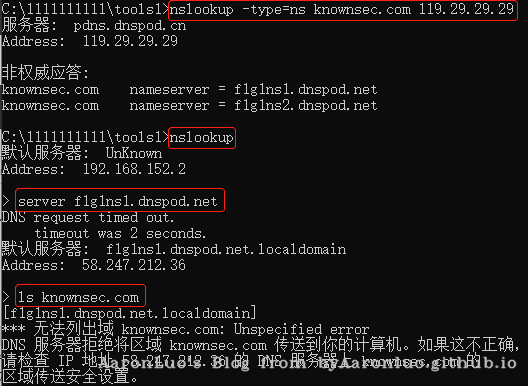 C:\1111111111\tools1>nslookup -type=ns knownsec.com 119.29.29.29
服务器:  pdns.dnspod.cn
Address:  119.29.29.29
非权威应答:
knownsec.com    nameserver = f1g1ns1.dnspod.net
knownsec.com    nameserver = f1g1ns2.dnspod.net
C:\1111111111\tools1>nslookup
默认服务器:  UnKnown
Address:  192.168.152.2
> server f1g1ns1.dnspod.net
DNS request timed out.
    timeout was 2 seconds.
默认服务器:  f1g1ns1.dnspod.net.localdomain
Address:  58.247.212.36
> ls knownsec.com
[f1g1ns1.dnspod.net.localdomain]
*** 无法列出域 knownsec.com: Unspecified error
DNS 服务器拒绝将区域 knownsec.com 传送到你的计算机。如果这不正确,
请检查 IP 地址 58.247.212.36 的 DNS 服务器上 knownsec.com 的
区域传送安全设置。
AaronLuo's Blog From hyAaronLuo.github.io